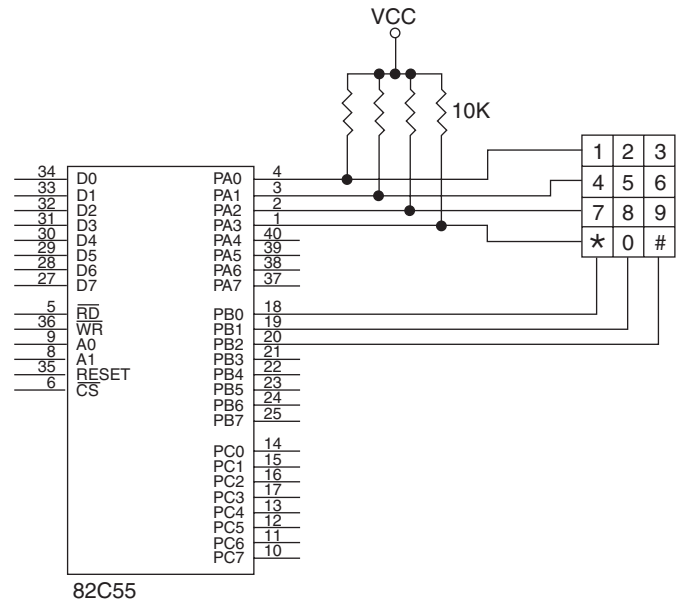 VCC
10K
1 2 3
4 5 6
7 8 9
* 0 #
34 D0 PA0 4
33 D1 PA1 3
32 D2 PA2 2
31 D3 PA3 1
30 D4 PA4 40
29 D5 PA5 39
28 D6 PA6 38
27 D7 PA7 37
5 R̅D̅ PB0 18
36 W̅R̅ PB1 19
9 A0 PB2 20
8 A1 PB3 21
35 RESET PB4 22
6 C̅S̅ PB5 23
PB6 24
PB7 25
PC0 14
PC1 15
PC2 16
PC3 17
PC4 13
PC5 12
PC6 11
PC7 10
82C55